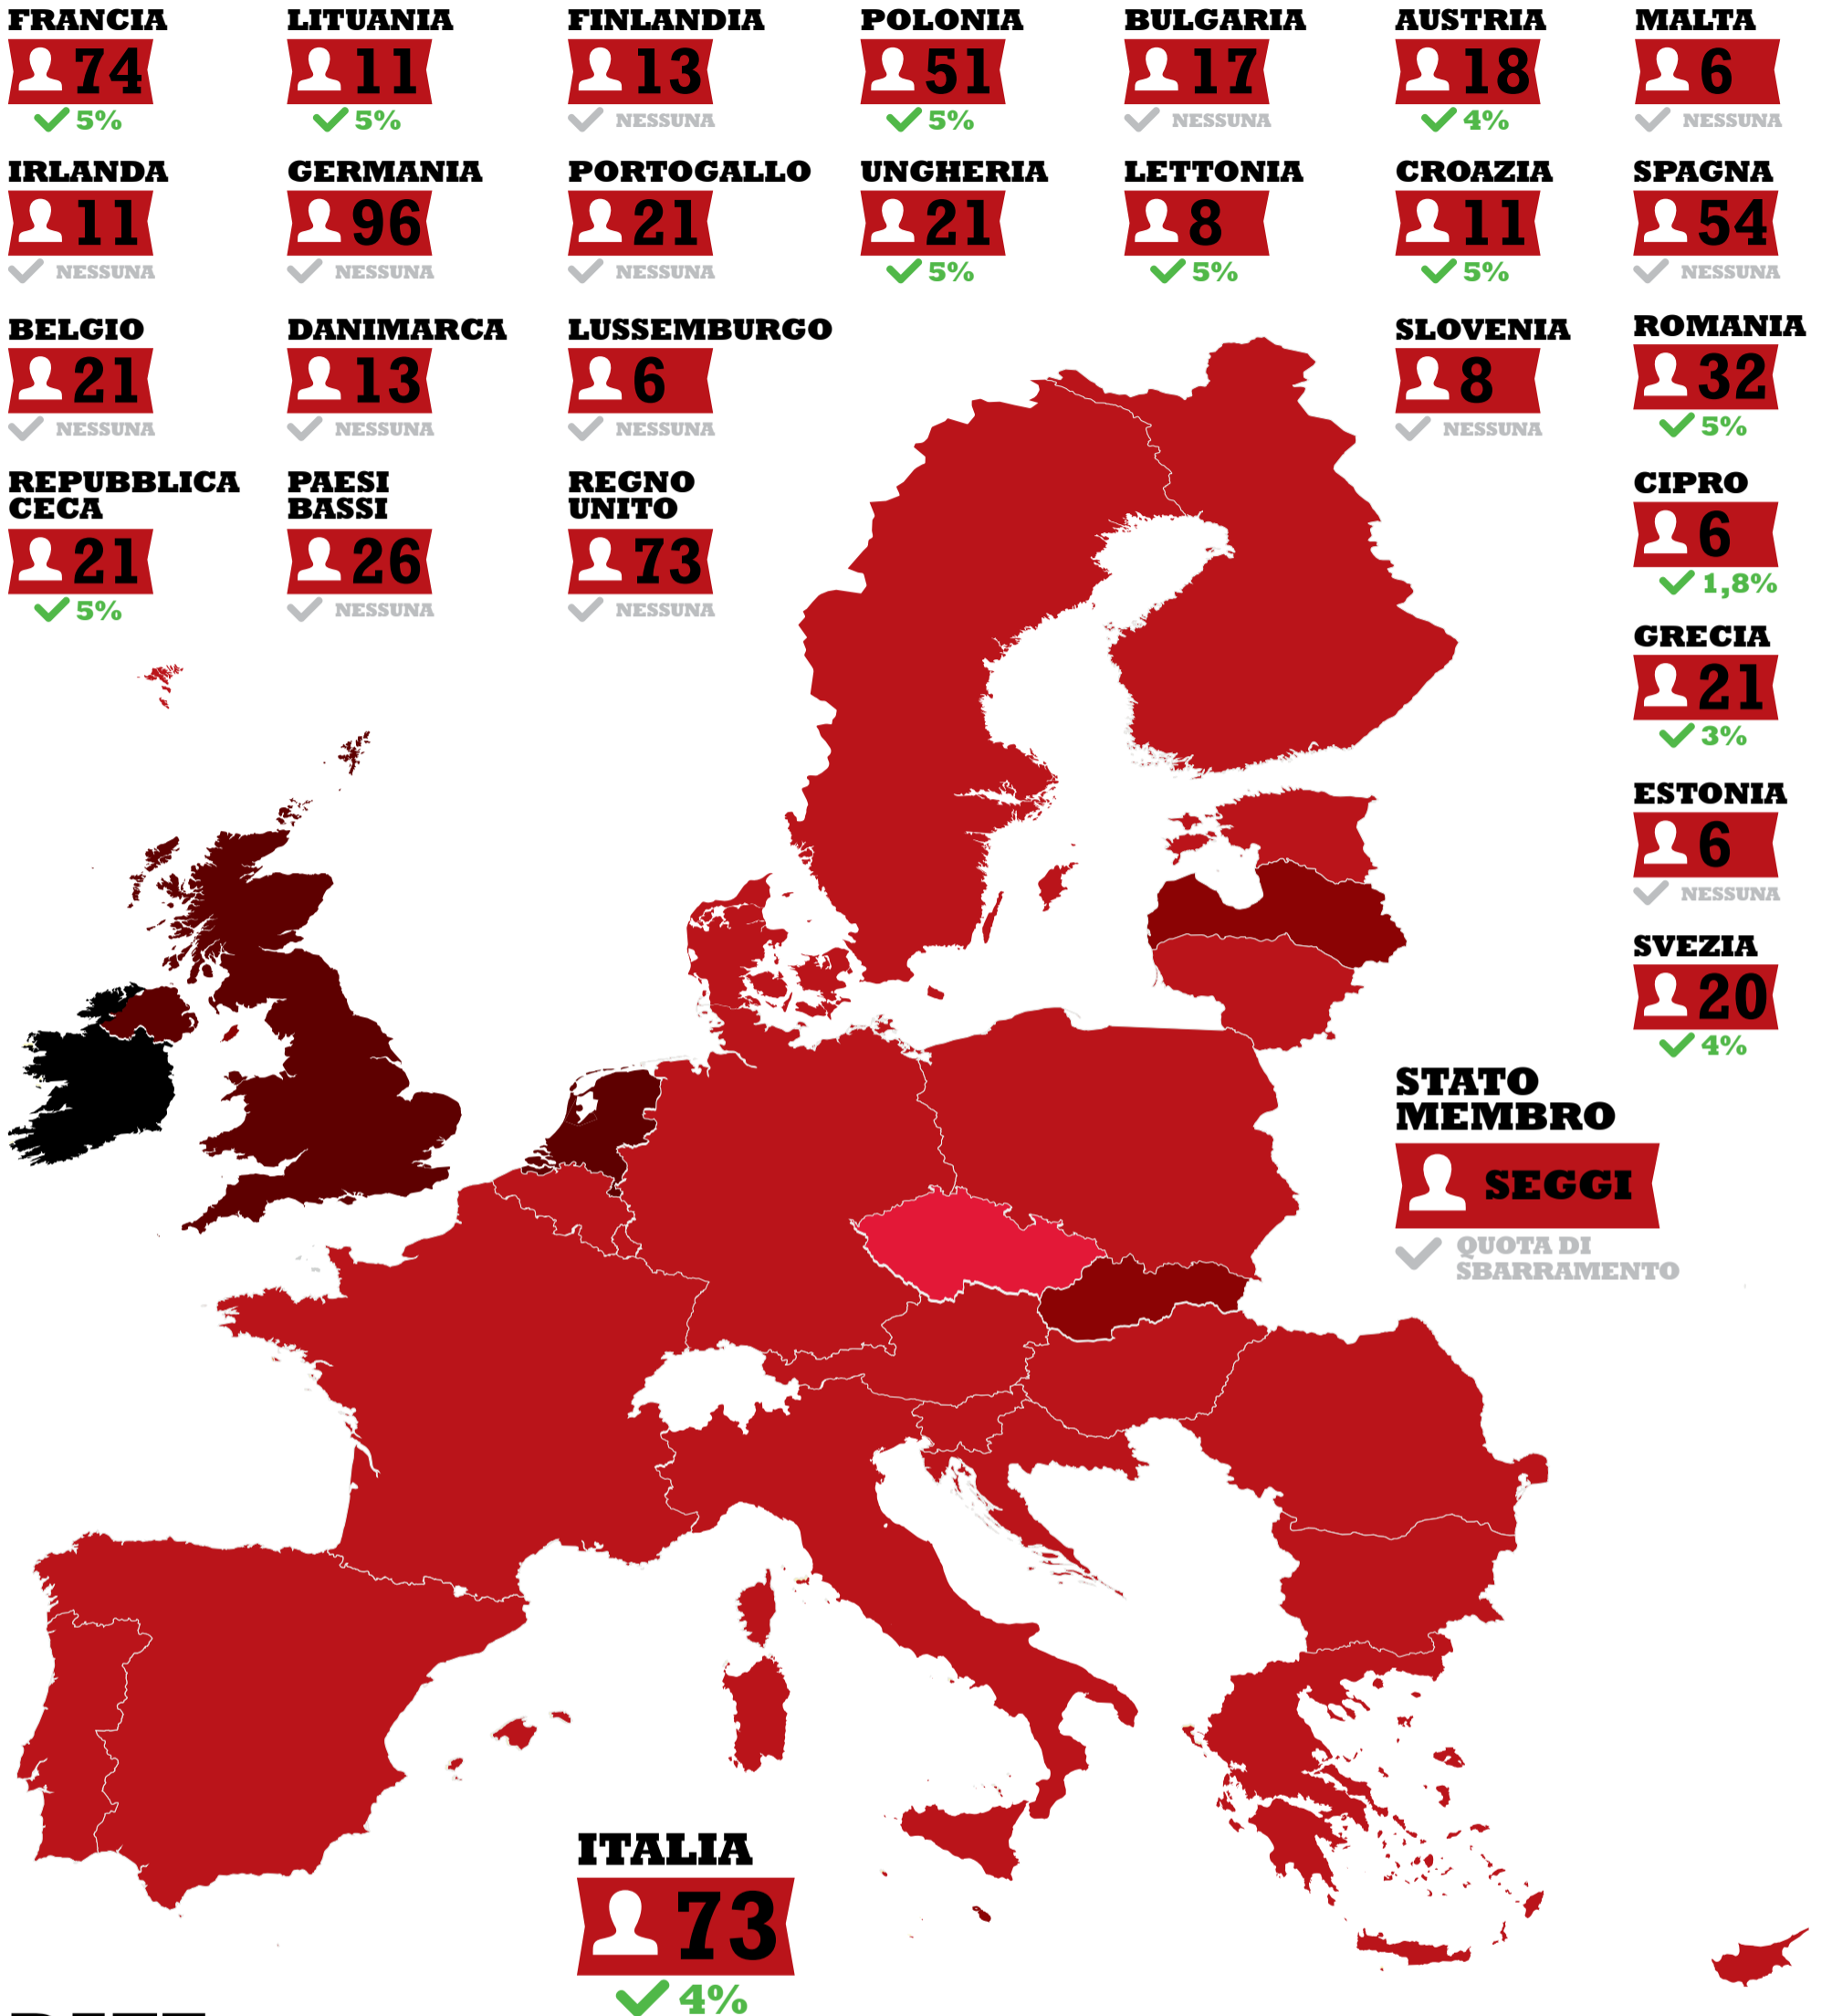 FRANCIA
74
5%
LITUANIA
11
5%
FINLANDIA
13
NESSUNA
POLONIA
51
5%
BULGARIA
17
NESSUNA
AUSTRIA
18
4%
MALTA
6
NESSUNA
IRLANDA
11
NESSUNA
GERMANIA
96
NESSUNA
PORTOGALLO
21
NESSUNA
UNGHERIA
21
5%
LETTONIA
8
5%
CROAZIA
11
5%
SPAGNA
54
NESSUNA
BELGIO
21
NESSUNA
DANIMARCA
13
NESSUNA
LUSSEMBURGO
6
NESSUNA
SLOVENIA
8
NESSUNA
ROMANIA
32
5%
REPUBBLICA
CECA
21
5%
PAESI
BASSI
26
NESSUNA
REGNO
UNITO
73
NESSUNA
CIPRO
6
1,8%
GRECIA
21
3%
ESTONIA
6
NESSUNA
SVEZIA
20
4%
STATO
MEMBRO
SEGGI
QUOTA DI
SBARRAMENTO
ITALIA
73
4%